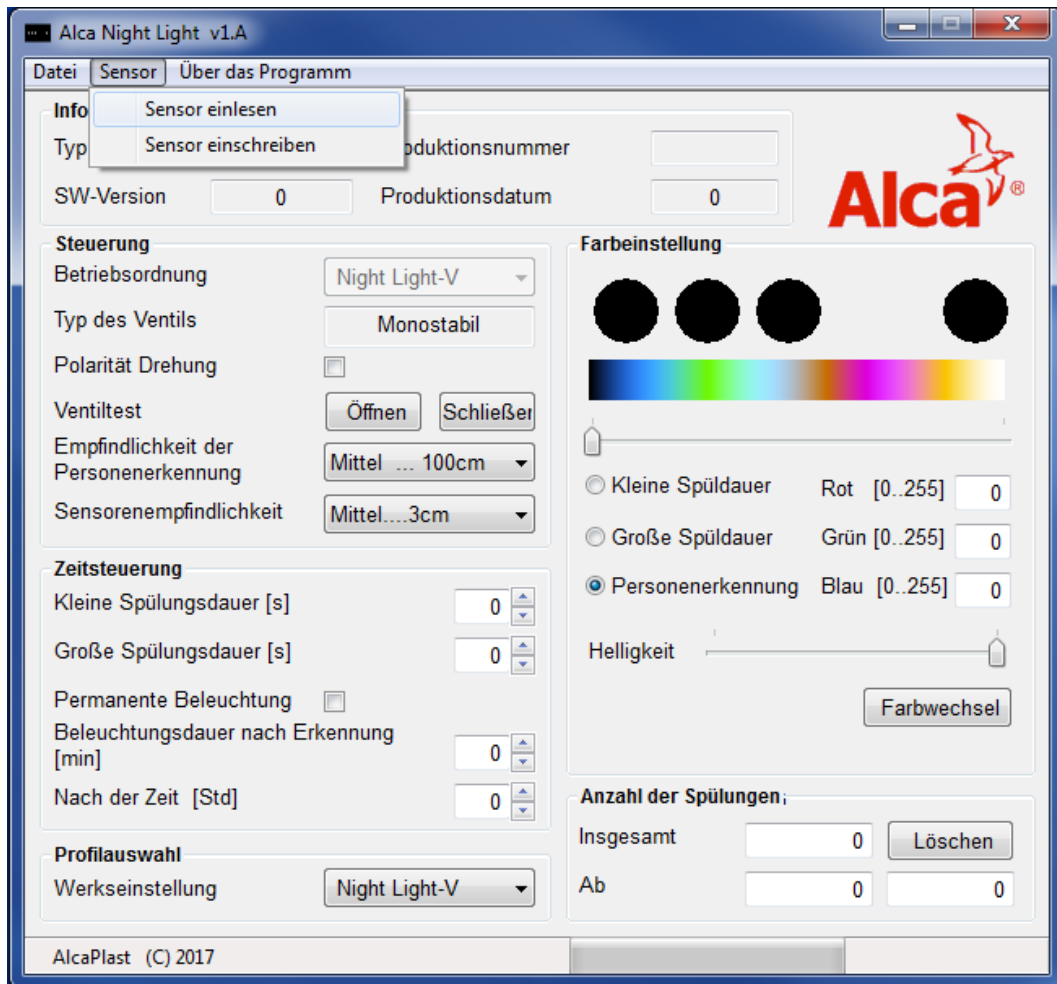 Alca Night Light v1.A
Datei Sensor Über das Programm
Sensor einlesen
Sensor einschreiben
Info
Typ oduktionsnummer
SW-Version 0 Produktionsdatum 0
Alca®
Steuerung
Betriebsordnung Night Light-V
Typ des Ventils Monostabil
Polarität Drehung
Ventiltest Öffnen Schließer
Empfindlichkeit der
Personenerkennung Mittel ... 100cm
Sensorenempfindlichkeit Mittel....3cm
Zeitsteuerung
Kleine Spülungsdauer [s] 0
Große Spülungsdauer [s] 0
Permanente Beleuchtung
Beleuchtungsdauer nach Erkennung
[min] 0
Nach der Zeit [Std] 0
Profilauswahl
Werkseinstellung Night Light-V
Farbeinstellung
Kleine Spüldauer Rot [0..255] 0
Große Spüldauer Grün [0..255] 0
Personenerkennung Blau [0..255] 0
Helligkeit
Farbwechsel
Anzahl der Spülungen;
Insgesamt 0 Löschen
Ab 0 0
AlcaPlast (C) 2017